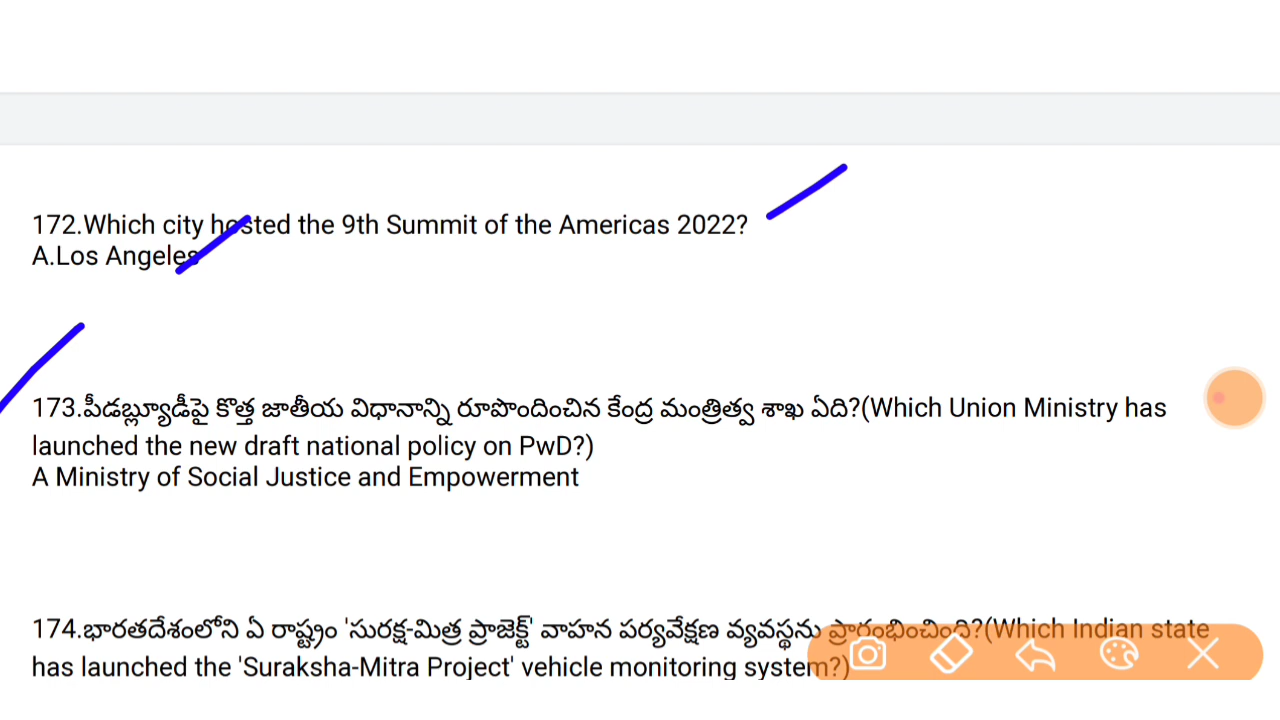 172.Which city hosted the 9th Summit of the Americas 2022?
A.Los Angeles
173.పీడబ్ల్యూడీపై కొత్త జాతీయ విధానాన్ని రూపొందించిన కేంద్ర మంత్రిత్వ శాఖ ఏది?(Which Union Ministry has
launched the new draft national policy on PwD?)
A Ministry of Social Justice and Empowerment
174.భారతదేశంలోని ఏ రాష్ట్రం 'సురక్ష-మిత్ర ప్రాజెక్ట్' వాహన పర్యవేక్షణ వ్యవస్థను ప్రారంభించింది?(Which Indian state
has launched the 'Suraksha-Mitra Project' vehicle monitoring system?)